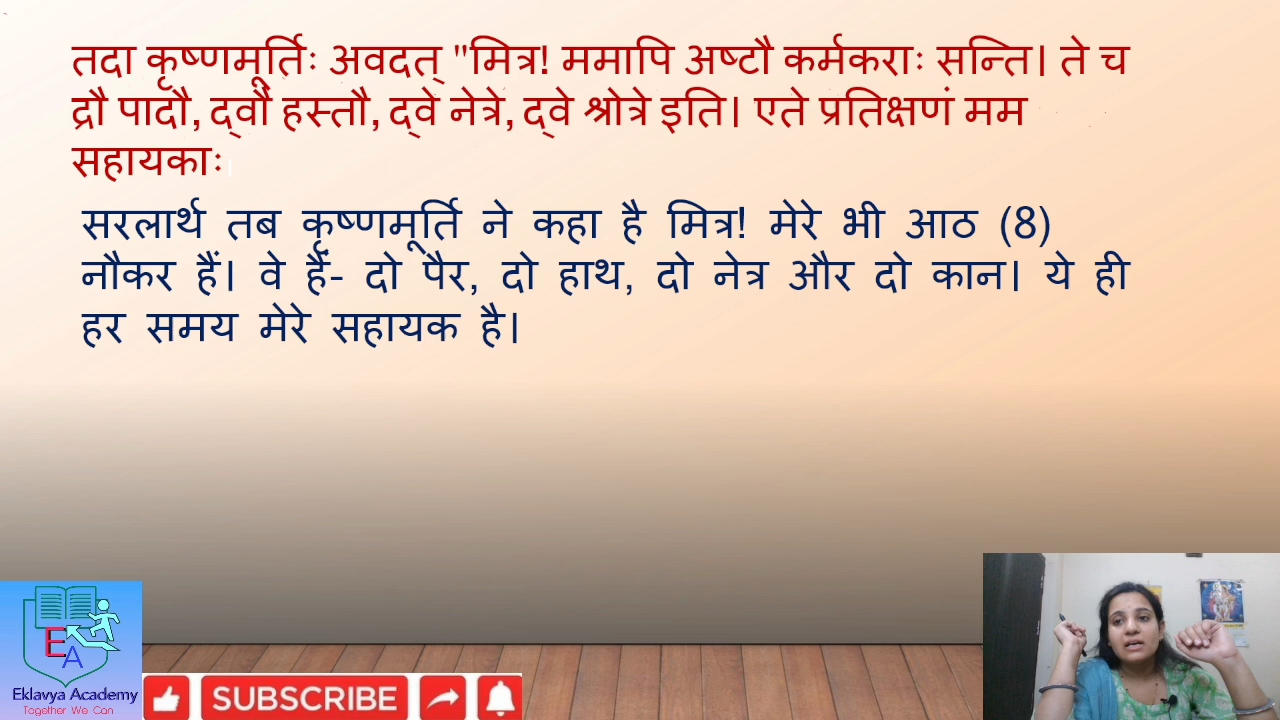 तदा कृष्णमूर्तिः अवदत् "मित्र! ममापि अष्टौ कर्मकराः सन्ति। ते च
द्रौ पादौ, द्वौ हस्तौ, द्वे नेत्रे, द्वे श्रोत्रे इति। एते प्रतिक्षणं मम
सहायकाः।
सरलार्थ तब कृष्णमूर्ति ने कहा है मित्र! मेरे भी आठ (8)
नौकर हैं। वे हैं- दो पैर, दो हाथ, दो नेत्र और दो कान। ये ही
हर समय मेरे सहायक है।
EA
Eklavya Academy
Together We Can
SUBSCRIBE